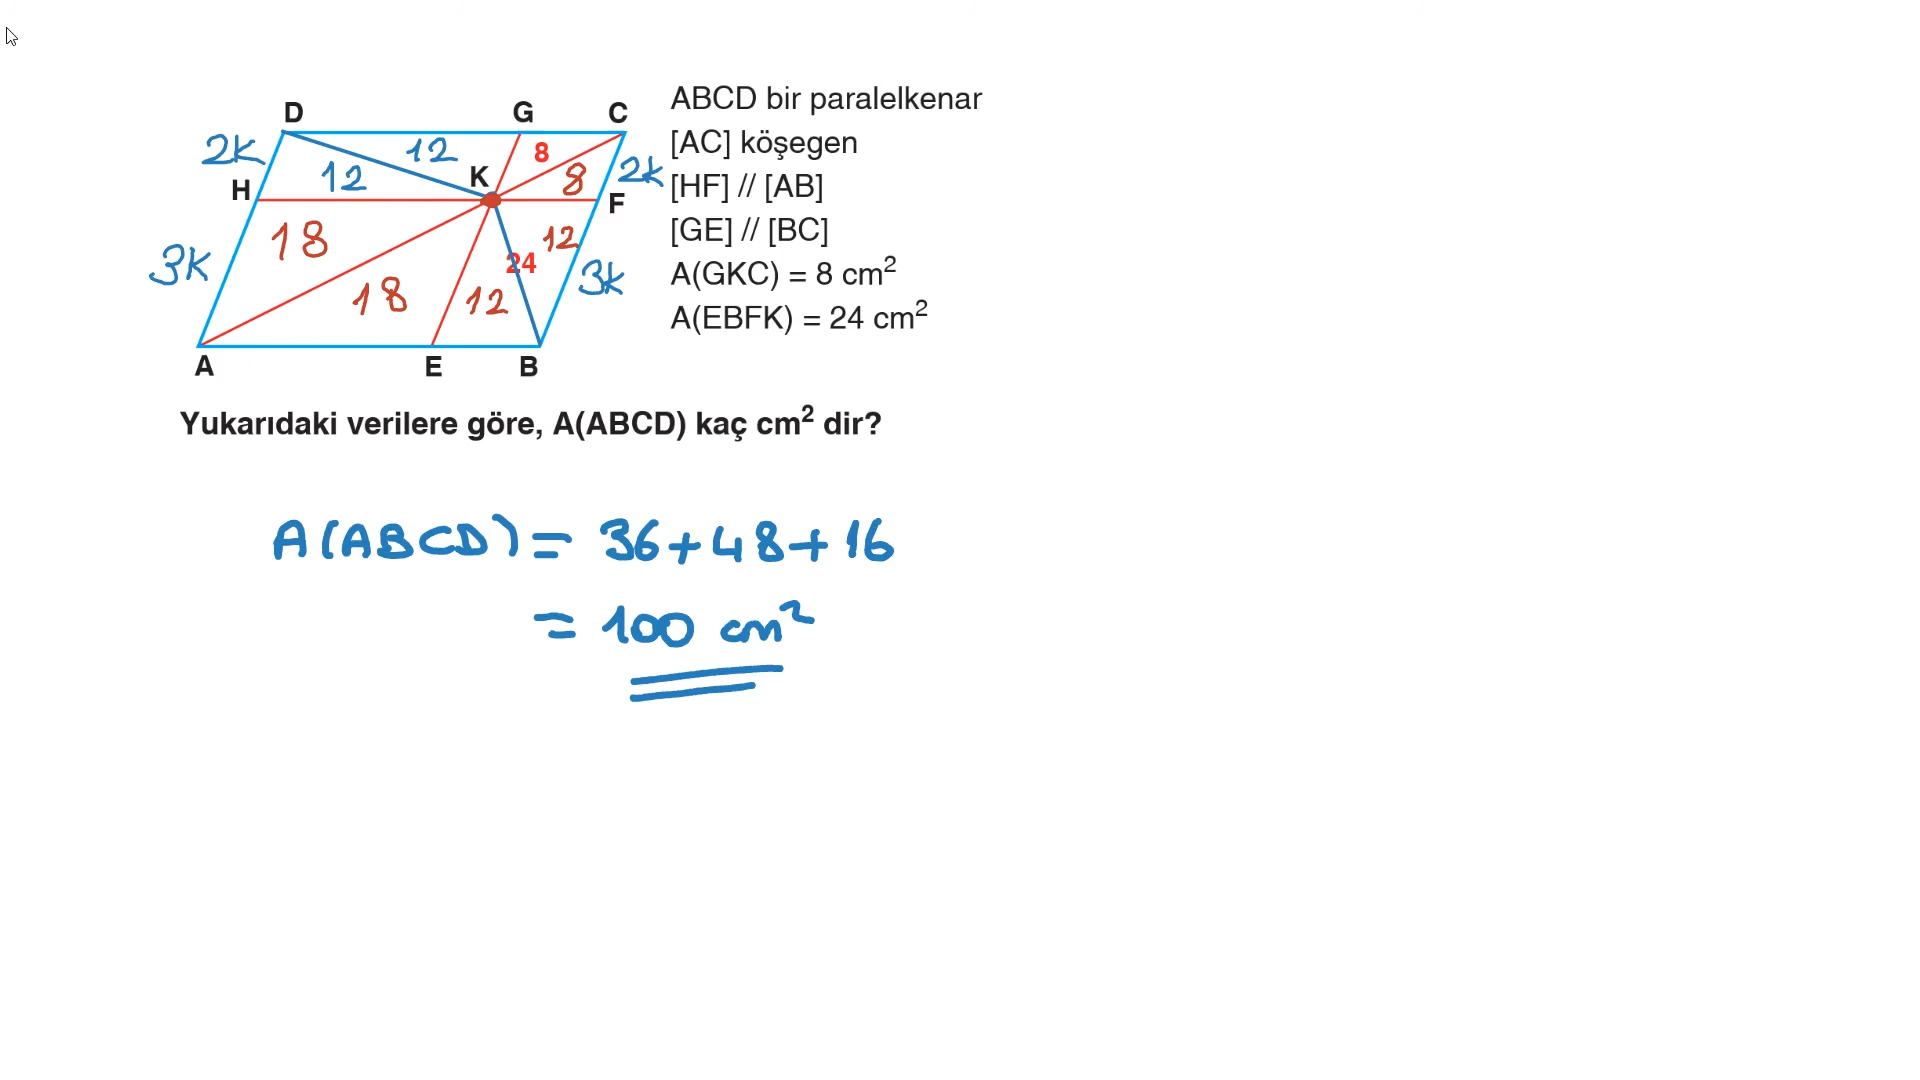 D G C
2k 12 8
12 K 8 2k
H F
18 12
3k 24 3k
18 12
A E B
ABCD bir paralelkenar
[AC] köşegen
[HF] // [AB]
[GE] // [BC]
A(GKC) = 8 cm²
A(EBFK) = 24 cm²
Yukarıdaki verilere göre, A(ABCD) kaç cm² dir?
A(ABCD) = 36+48+16
= 100 cm²